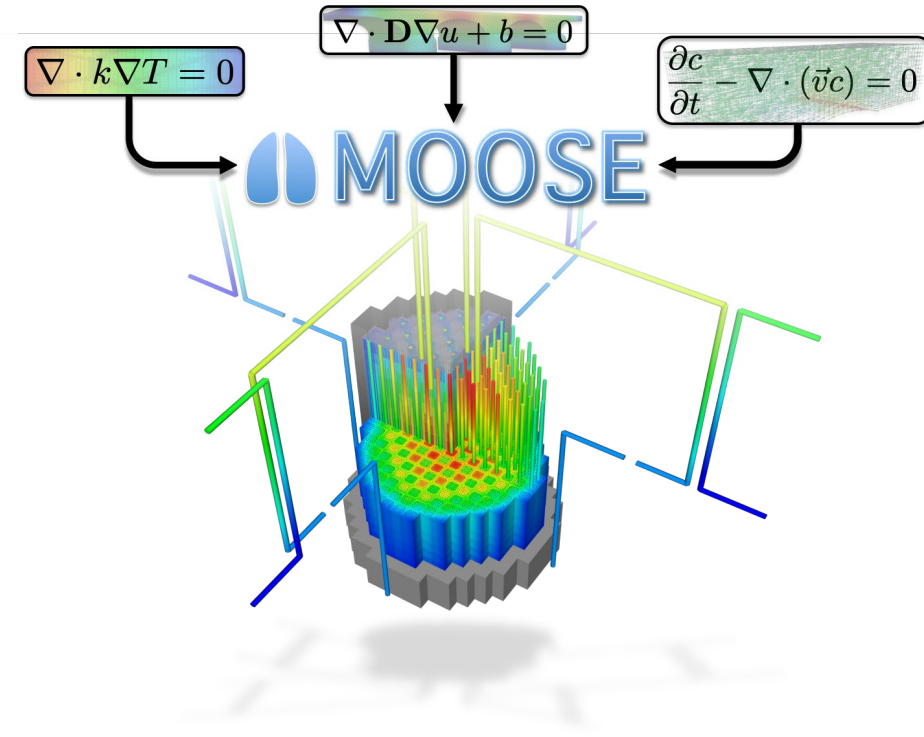 ∇ · k∇T = 0
∇ · 𝐃∇u + b = 0
∂c/∂t − ∇ · (v⃗c) = 0
MOOSE